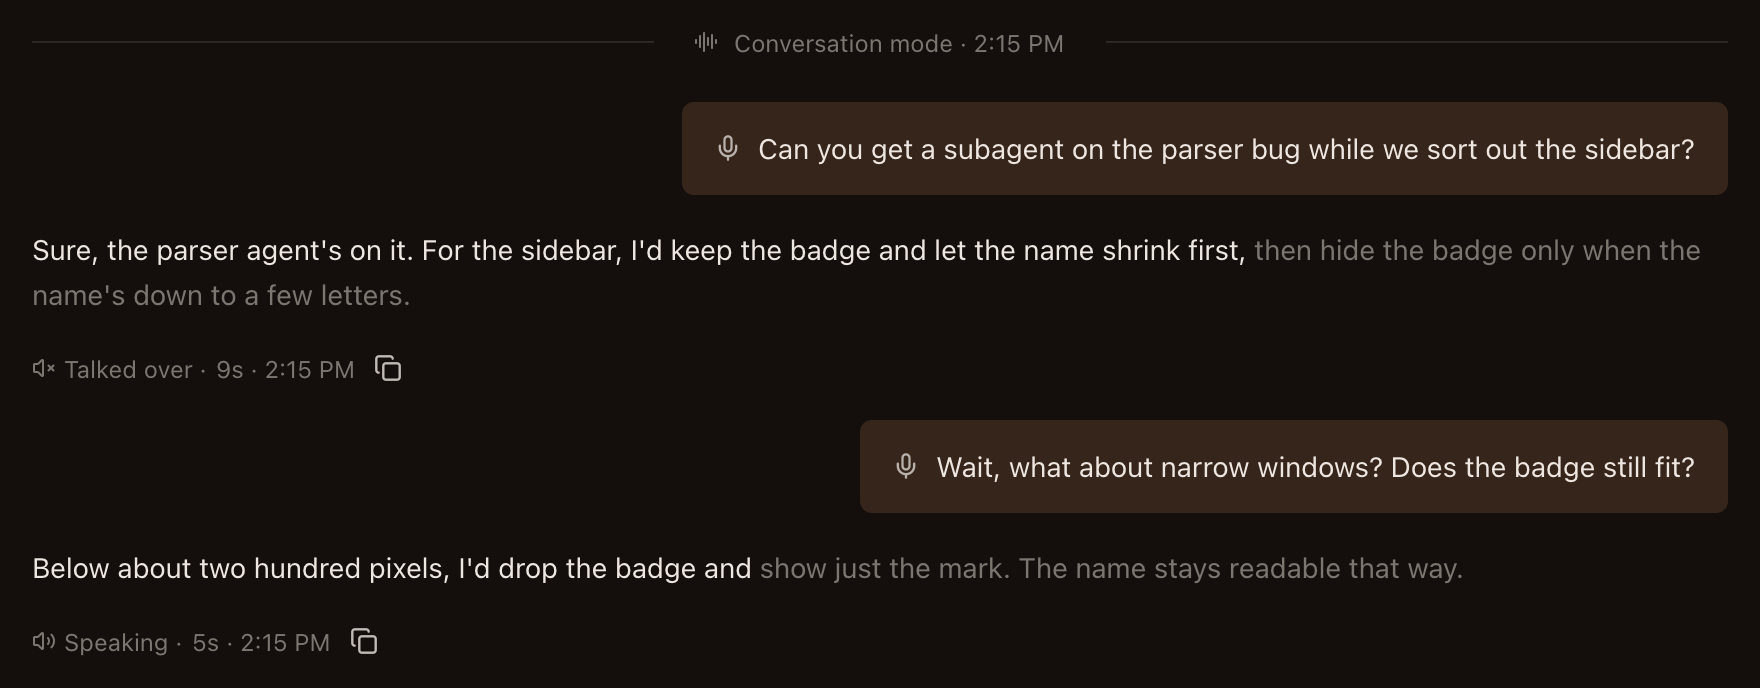 Conversation mode · 2:15 PM
Can you get a subagent on the parser bug while we sort out the sidebar?
Sure, the parser agent's on it. For the sidebar, I'd keep the badge and let the name shrink first, then hide the badge only when the
name's down to a few letters.
Talked over · 9s · 2:15 PM
Wait, what about narrow windows? Does the badge still fit?
Below about two hundred pixels, I'd drop the badge and show just the mark. The name stays readable that way.
Speaking · 5s · 2:15 PM